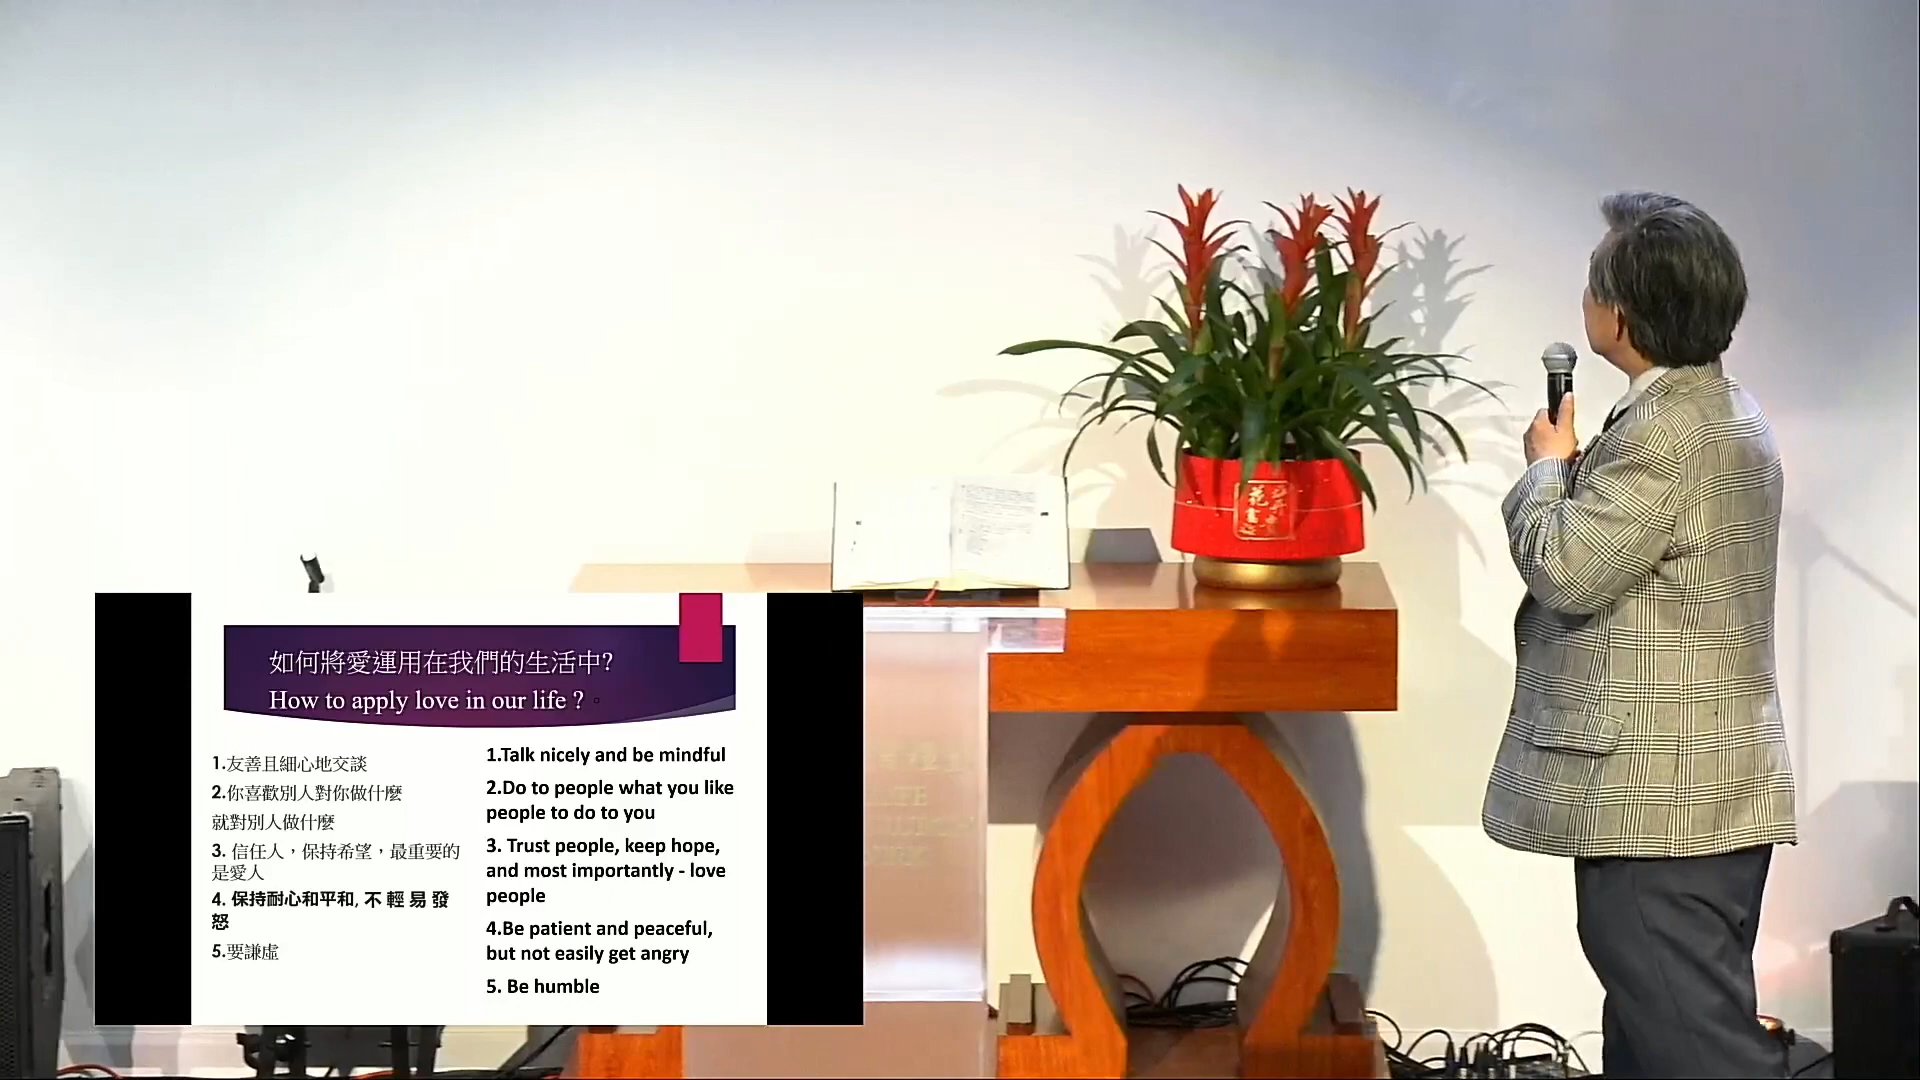 如何將愛運用在我們的生活中?
How to apply love in our life ?。
1.友善且細心地交談
2.你喜歡別人對你做什麼
就對別人做什麼
3. 信任人，保持希望，最重要的
是愛人
4. 保持耐心和平和, 不 輕 易 發
怒
5.要謙虛
1.Talk nicely and be mindful
2.Do to people what you like
people to do to you
3. Trust people, keep hope,
and most importantly - love
people
4.Be patient and peaceful,
but not easily get angry
5. Be humble